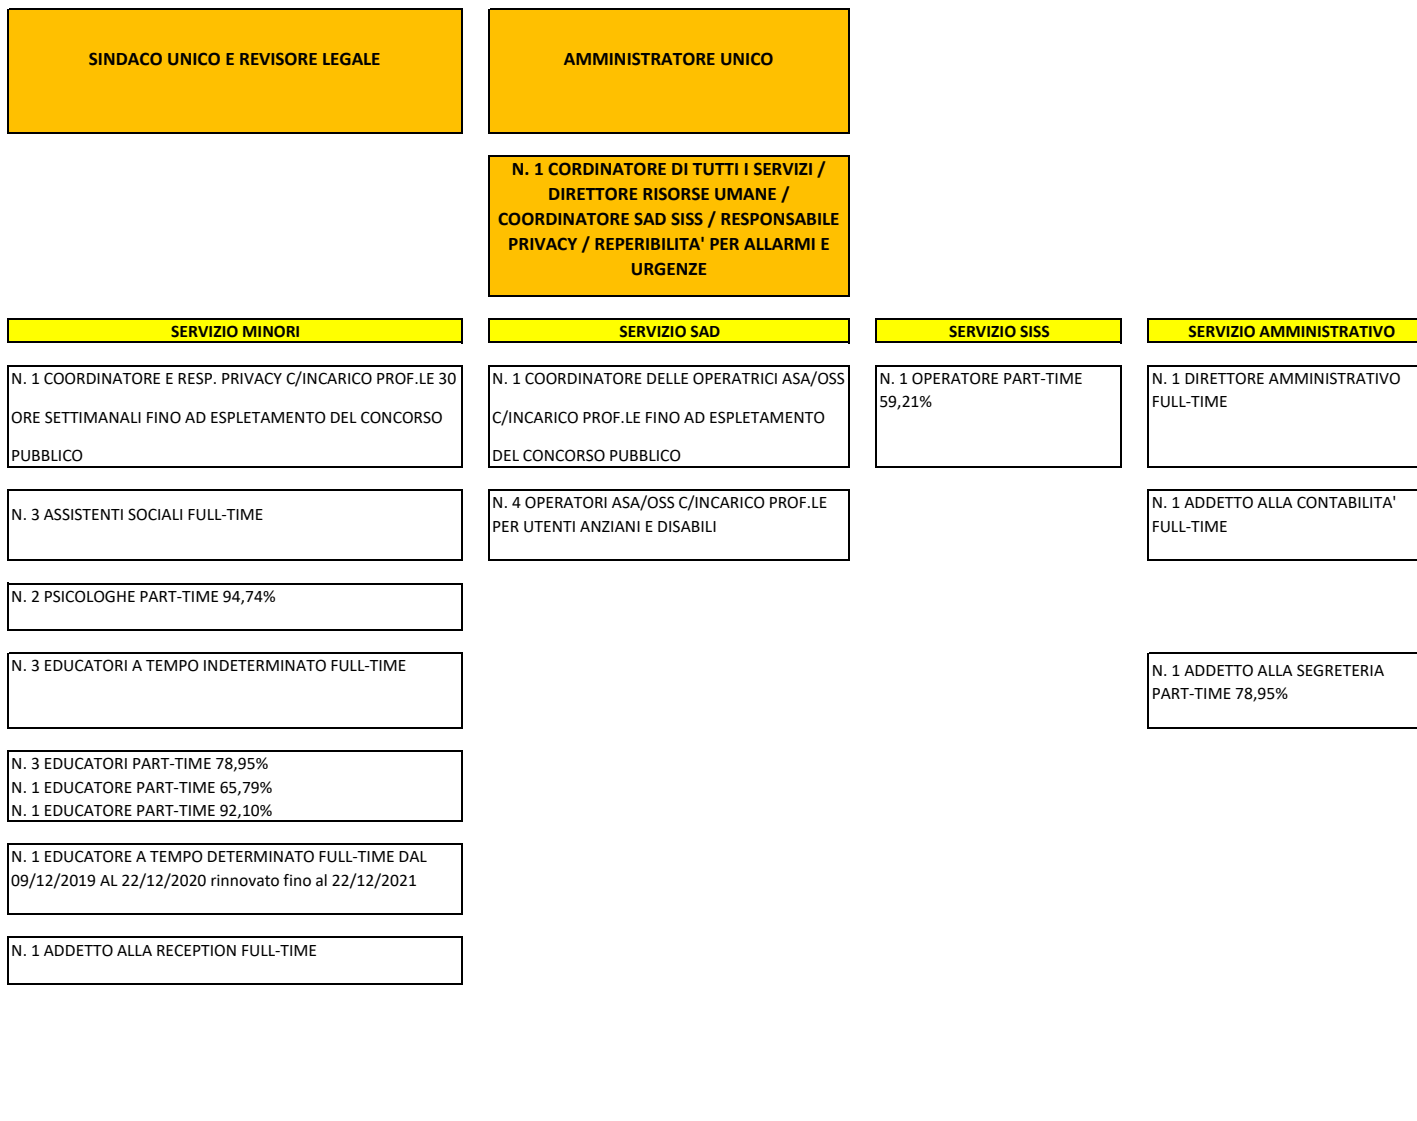 SINDACO UNICO E REVISORE LEGALE
AMMINISTRATORE UNICO
N. 1 CORDINATORE DI TUTTI I SERVIZI /
DIRETTORE RISORSE UMANE /
COORDINATORE SAD SISS / RESPONSABILE
PRIVACY / REPERIBILITA' PER ALLARMI E
URGENZE
SERVIZIO MINORI
N. 1 COORDINATORE E RESP. PRIVACY C/INCARICO PROF.LE 30
ORE SETTIMANALI FINO AD ESPLETAMENTO DEL CONCORSO
PUBBLICO
N. 3 ASSISTENTI SOCIALI FULL-TIME
N. 2 PSICOLOGHE PART-TIME 94,74%
N. 3 EDUCATORI A TEMPO INDETERMINATO FULL-TIME
N. 3 EDUCATORI PART-TIME 78,95%
N. 1 EDUCATORE PART-TIME 65,79%
N. 1 EDUCATORE PART-TIME 92,10%
N. 1 EDUCATORE A TEMPO DETERMINATO FULL-TIME DAL
09/12/2019 AL 22/12/2020 rinnovato fino al 22/12/2021
N. 1 ADDETTO ALLA RECEPTION FULL-TIME
SERVIZIO SAD
N. 1 COORDINATORE DELLE OPERATRICI ASA/OSS
C/INCARICO PROF.LE FINO AD ESPLETAMENTO
DEL CONCORSO PUBBLICO
N. 4 OPERATORI ASA/OSS C/INCARICO PROF.LE
PER UTENTI ANZIANI E DISABILI
SERVIZIO SISS
N. 1 OPERATORE PART-TIME
59,21%
SERVIZIO AMMINISTRATIVO
N. 1 DIRETTORE AMMINISTRATIVO
FULL-TIME
N. 1 ADDETTO ALLA CONTABILITA'
FULL-TIME
N. 1 ADDETTO ALLA SEGRETERIA
PART-TIME 78,95%